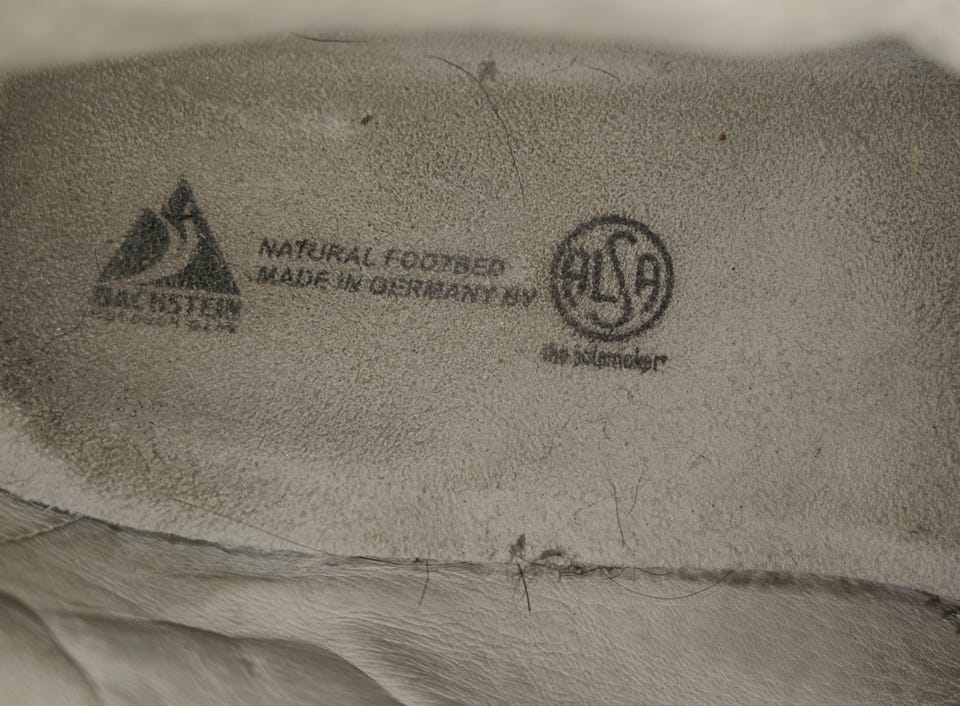 DACHSTEIN
NATURAL FOOTBED
MADE IN GERMANY BY
ALSA
the solemaker